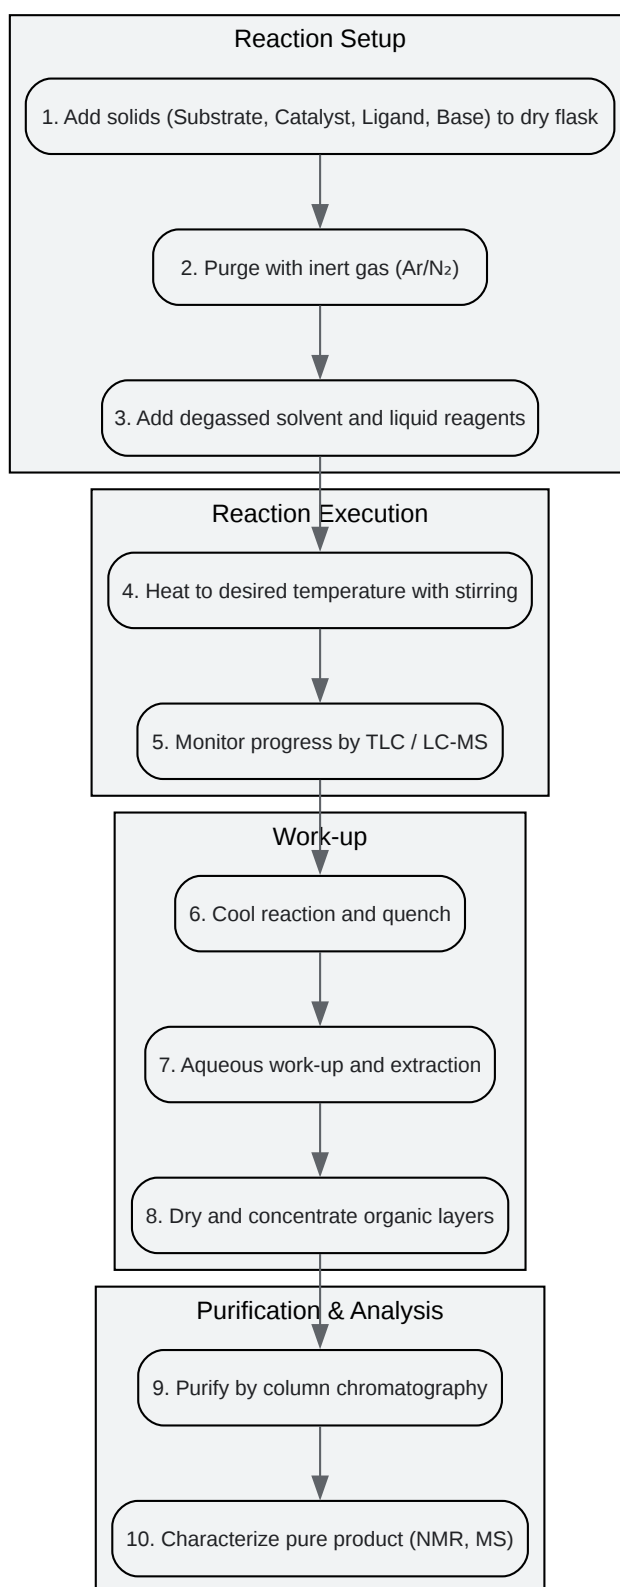 Reaction Setup
1. Add solids (Substrate, Catalyst, Ligand, Base) to dry flask
2. Purge with inert gas (Ar/N₂)
3. Add degassed solvent and liquid reagents
Reaction Execution
4. Heat to desired temperature with stirring
5. Monitor progress by TLC / LC-MS
Work-up
6. Cool reaction and quench
7. Aqueous work-up and extraction
8. Dry and concentrate organic layers
Purification & Analysis
9. Purify by column chromatography
10. Characterize pure product (NMR, MS)